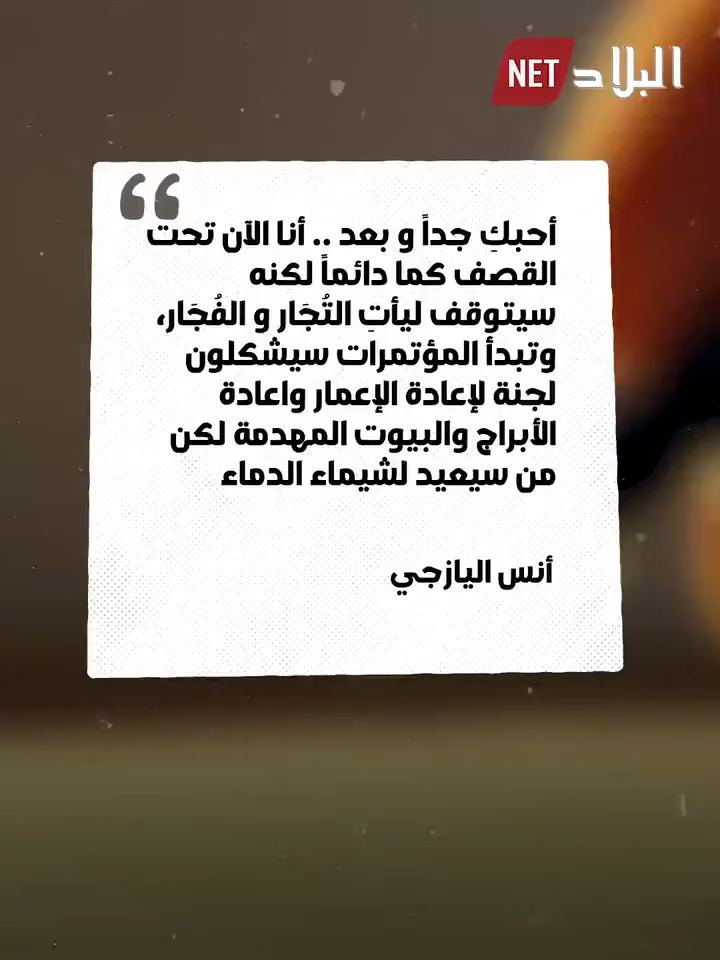 البلاد NET
أحبكِ جداً و بعد .. أنا الآن تحت
القصف كما دائماً لكنه
سيتوقف ليأتِ التُجَار و الفُجَار،
وتبدأ المؤتمرات سيشكلون
لجنة لإعادة الإعمار واعادة
الأبراج والبيوت المهدمة لكن
من سيعيد لشيماء الدماء
أنس اليازجي